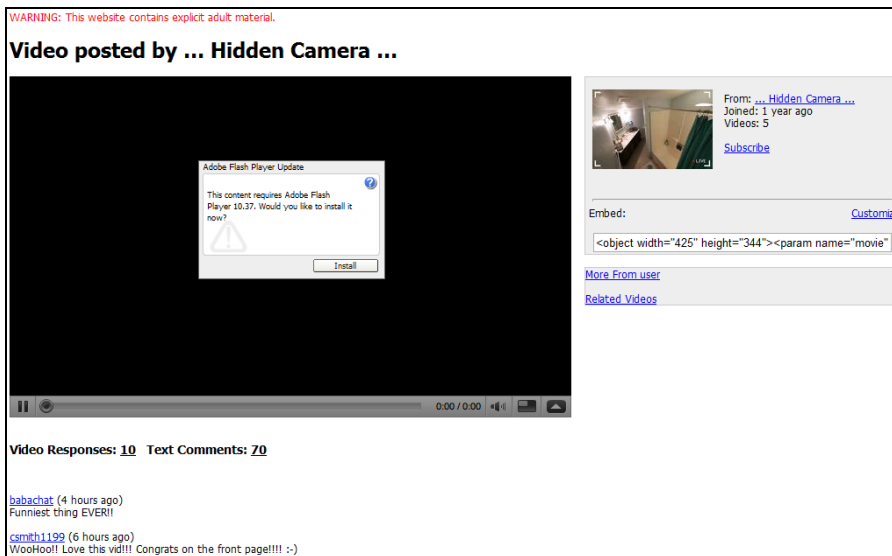 WARNING: This website contains explicit adult material.
Video posted by ... Hidden Camera ...
Adobe Flash Player Update
This content requires Adobe Flash
Player 10.37. Would you like to install it
now?
Install
0:00 / 0:00
From: ... Hidden Camera ...
Joined: 1 year ago
Videos: 5
Subscribe
LIVE
Embed:
Customiz
<object width="425" height="344"><param name="movie"
More From user
Related Videos
Video Responses: 10 Text Comments: 70
babachat (4 hours ago)
Funniest thing EVER!!
csmith1199 (6 hours ago)
WooHoo!! Love this vid!!! Congrats on the front page!!!! :-)